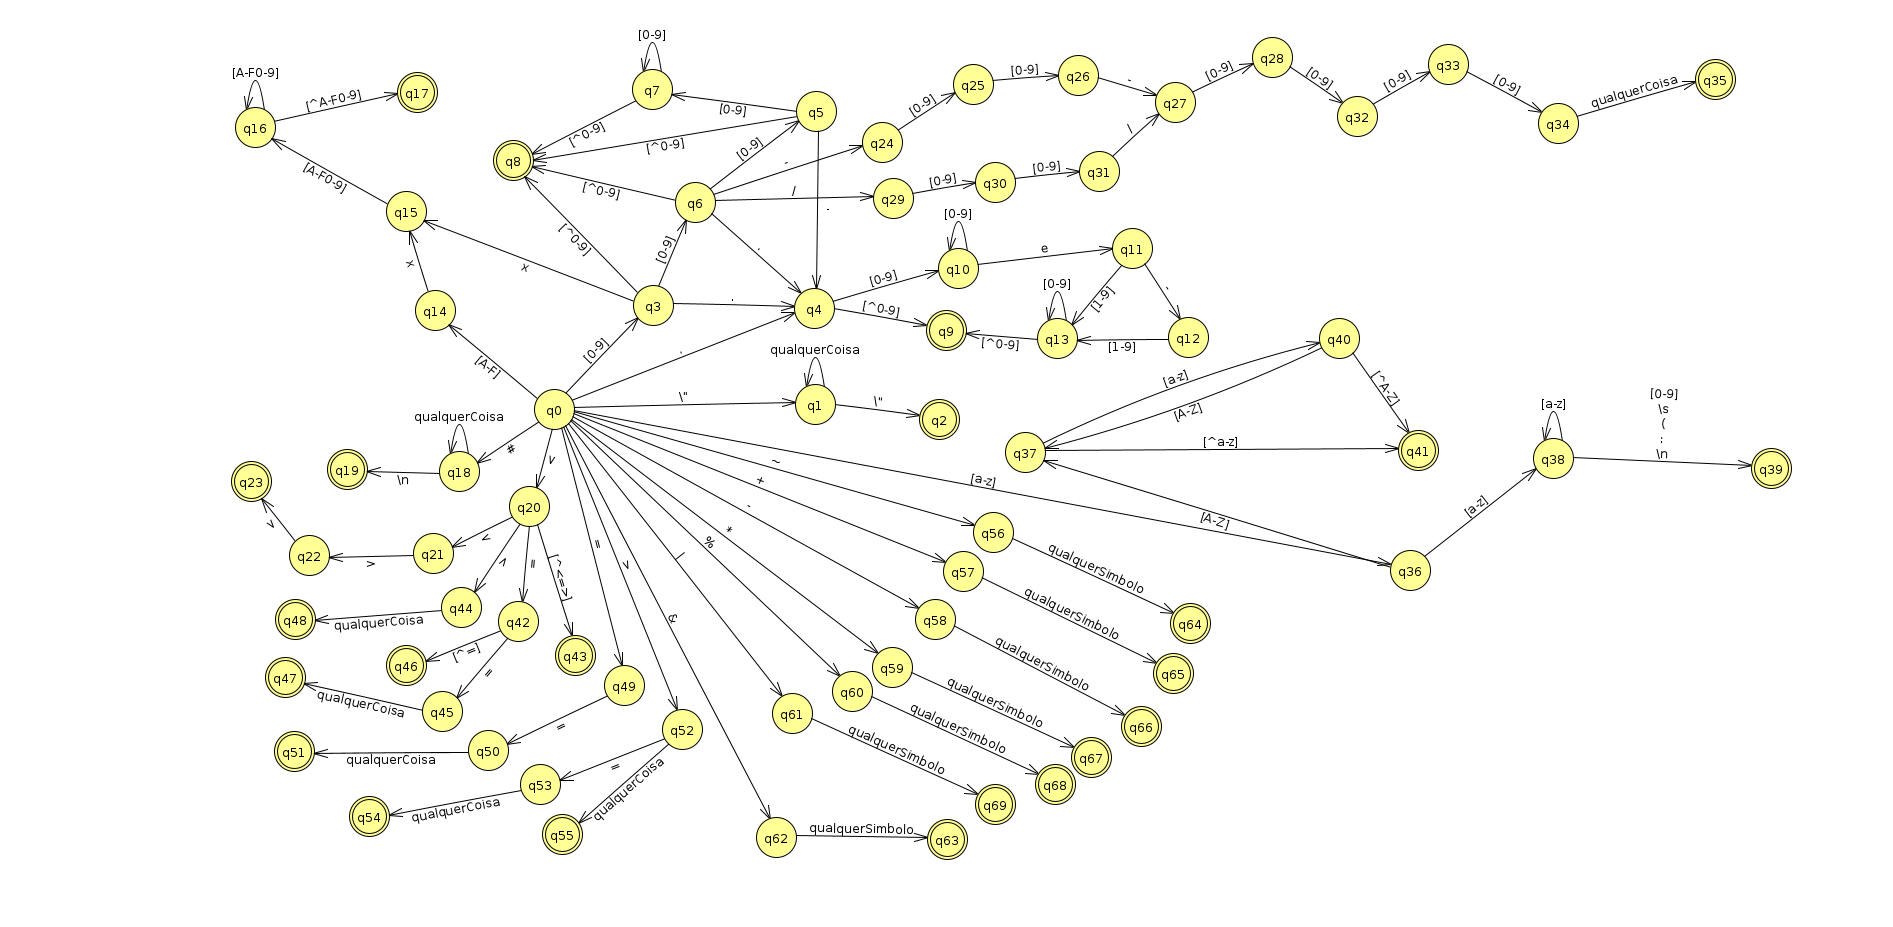 [0-9]
q7
[A-F0-9]
q16
[^A-F0-9]
q17
q5
[0-9]
[^0-9]
[^0-9]
q8
[0-9]
q6
-
/
[^0-9]
.
.
q24
[0-9]
q25
[0-9]
q26
-
q27
[0-9]
q28
[0-9]
q32
[0-9]
q33
[0-9]
q34
qualquerCoisa
q35
q29
[0-9]
q30
[0-9]
q31
/
[A-F0-9]
q15
x
x
[^0-9]
[0-9]
q14
q3
.
q4
[0-9]
[^0-9]
[0-9]
q10
e
q11
[1-9]
-
[0-9]
q13
q12
[1-9]
[^0-9]
q9
[A-F]
[0-9]
.
q0
\"
qualquerCoisa
q1
\"
q2
q40
[a-z]
[A-Z]
[^A-Z]
q37
[^a-z]
q41
[a-z]
q38
[0-9]
\s
(
:
\n
q39
[a-z]
[A-Z]
[a-z]
q36
qualquerCoisa
#
q18
\n
q19
q23
>
q22
>
q21
<
<
q20
>
=
[^<=>]
q44
qualquerCoisa
q48
q42
[^=]
q46
=
q45
qualquerCoisa
q47
q43
=
>
&
|
%
*
-
+
~
q49
=
q50
qualquerCoisa
q51
q52
=
qualquerCoisa
q53
qualquerCoisa
q54
q55
q56
qualquerSimbolo
q64
q57
qualquerSimbolo
q65
q58
qualquerSimbolo
q66
q59
qualquerSimbolo
q67
q60
qualquerSimbolo
q68
q61
qualquerSimbolo
q69
q62
qualquerSimbolo
q63